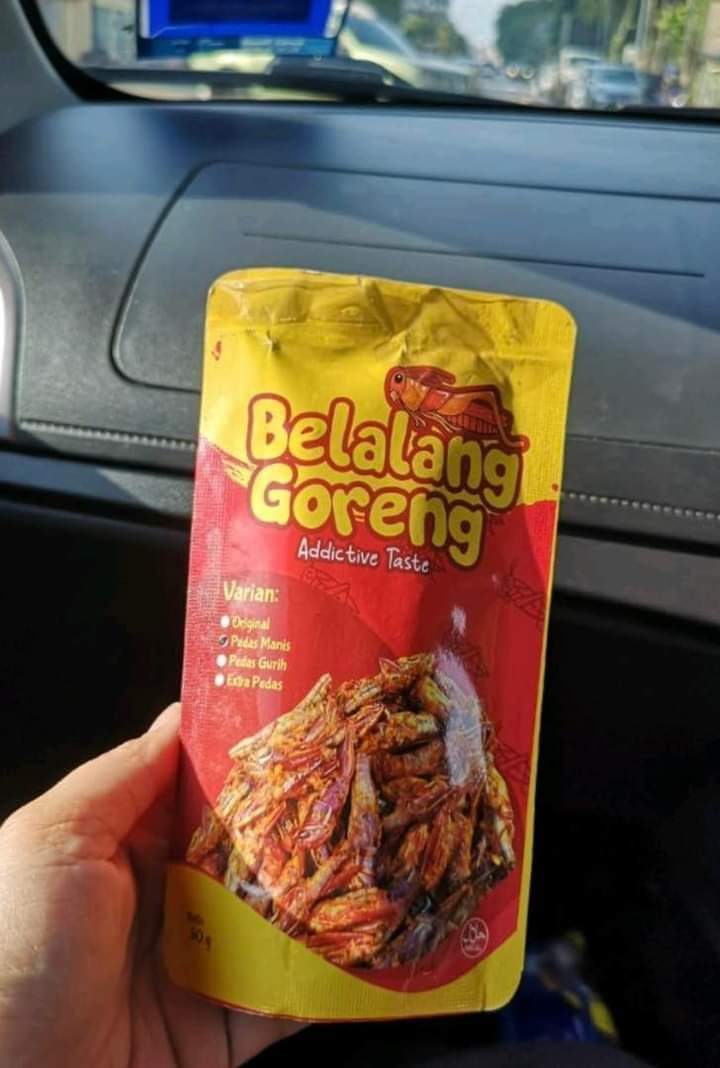 Belalang
Goreng
Addictive Taste
Varian:
Original
Pedas Manis
Pedas Gurih
Extra Pedas